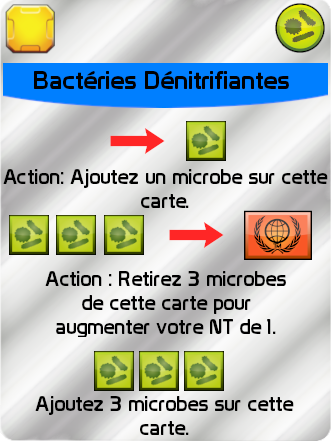 Bactéries Dénitrifiantes
Action: Ajoutez un microbe sur cette
carte.
Action : Retirez 3 microbes
de cette carte pour
augmenter votre NT de 1.
Ajoutez 3 microbes sur cette
carte.